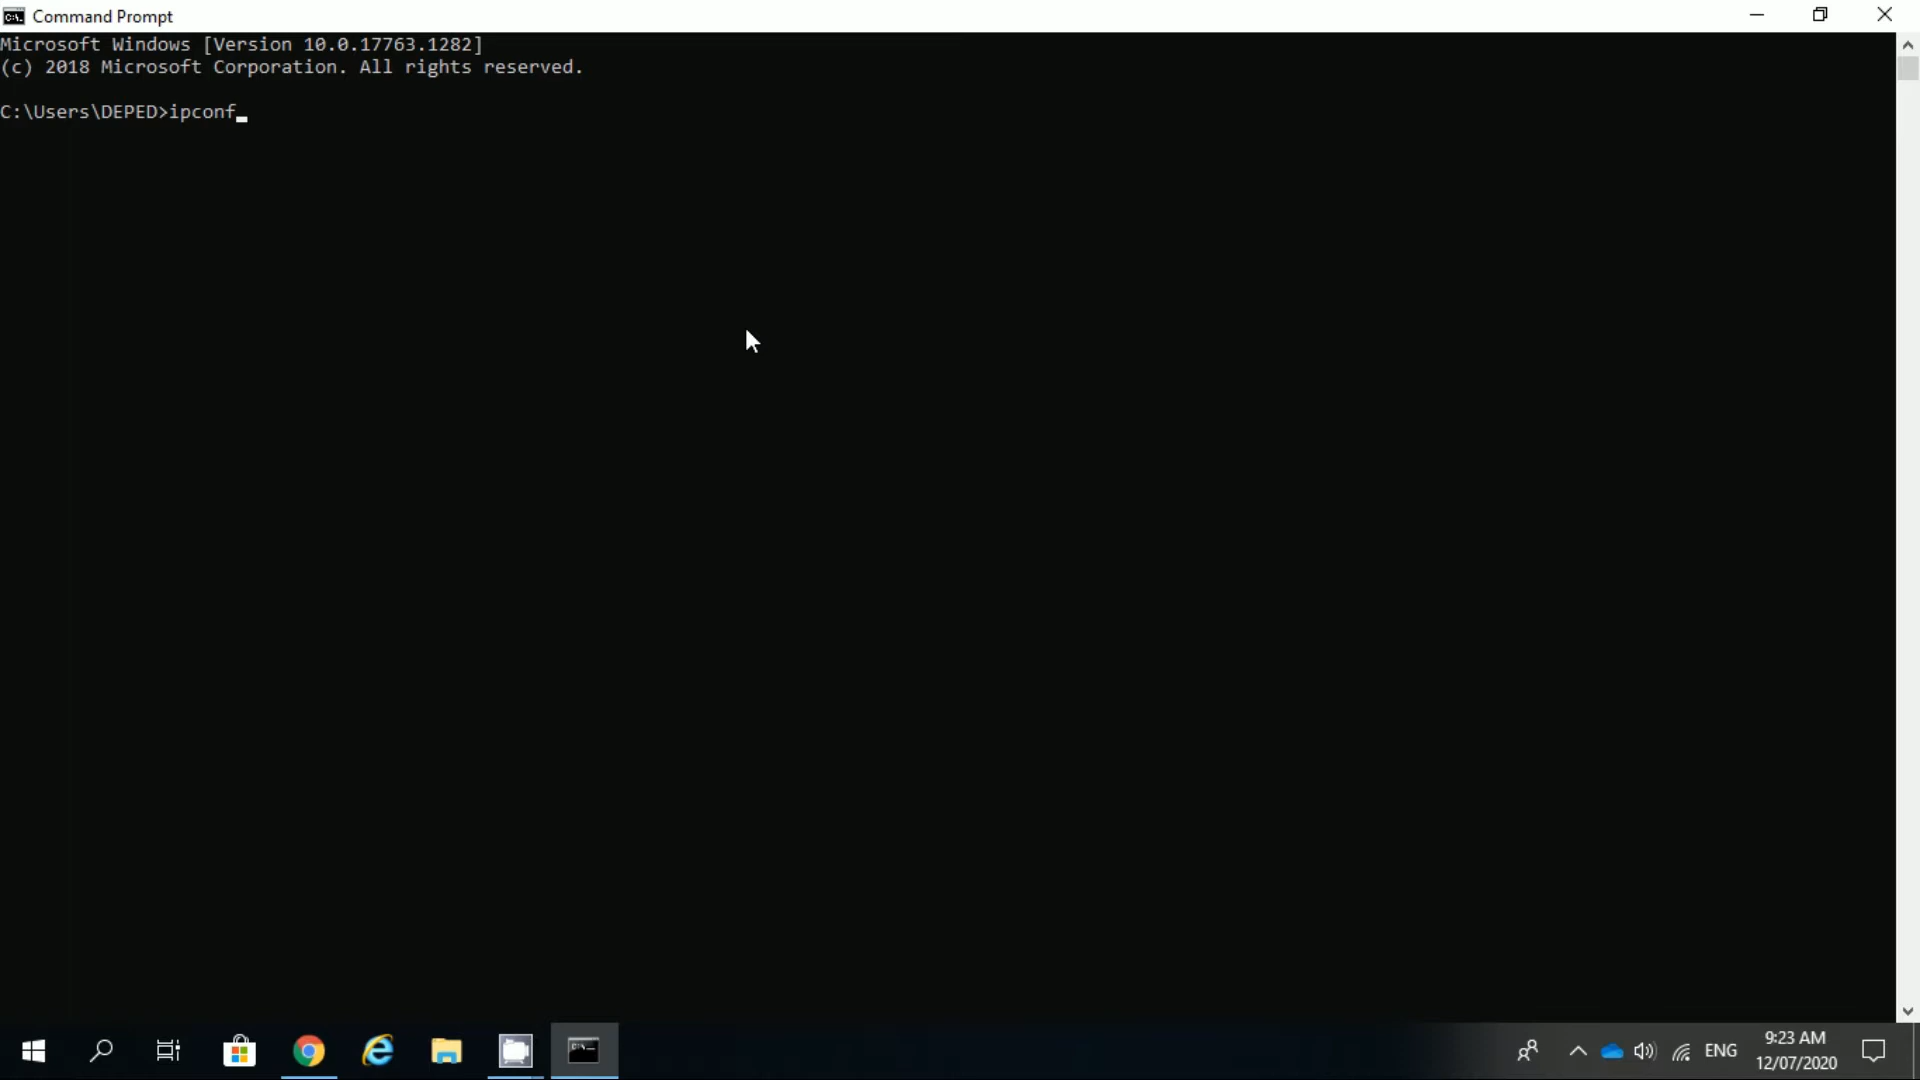 Command Prompt
Microsoft Windows [Version 10.0.17763.1282]
(c) 2018 Microsoft Corporation. All rights reserved.
C:\Users\DEPED>ipconf_
ENG
9:23 AM
12/07/2020